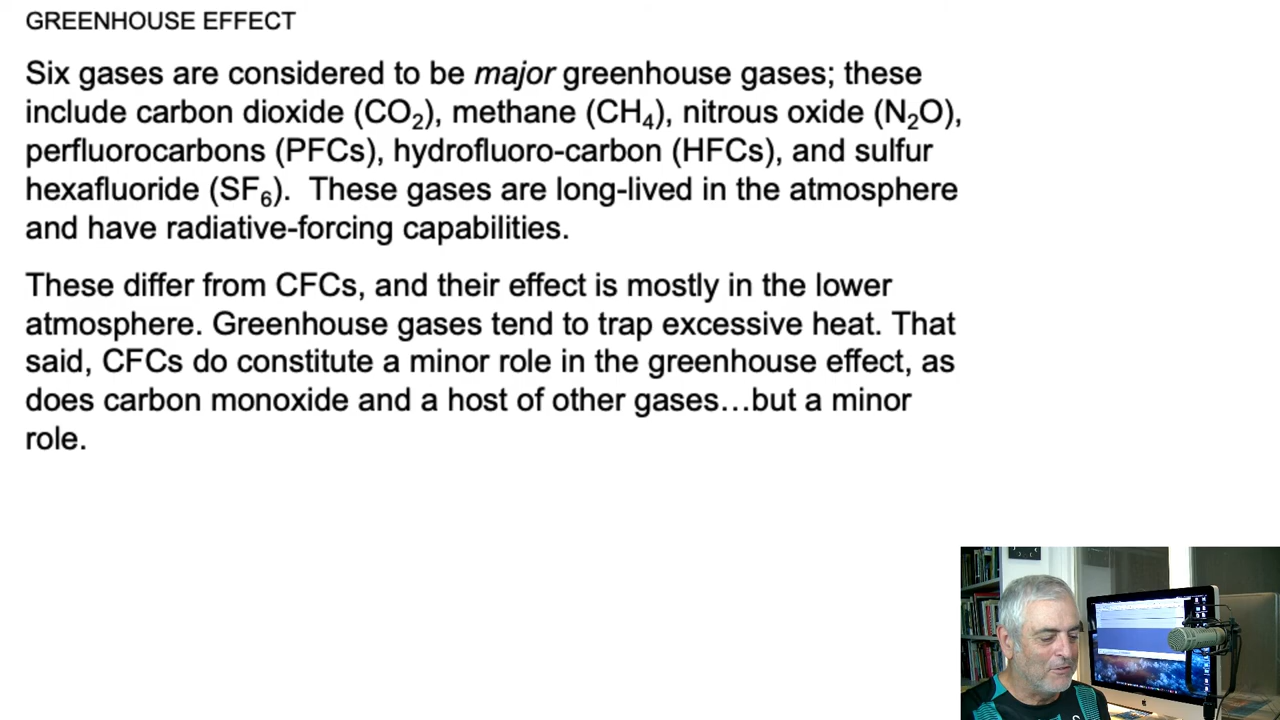 GREENHOUSE EFFECT
Six gases are considered to be major greenhouse gases; these
include carbon dioxide (CO₂), methane (CH₄), nitrous oxide (N₂O),
perfluorocarbons (PFCs), hydrofluoro-carbon (HFCs), and sulfur
hexafluoride (SF₆).  These gases are long-lived in the atmosphere
and have radiative-forcing capabilities.
These differ from CFCs, and their effect is mostly in the lower
atmosphere. Greenhouse gases tend to trap excessive heat. That
said, CFCs do constitute a minor role in the greenhouse effect, as
does carbon monoxide and a host of other gases…but a minor
role.